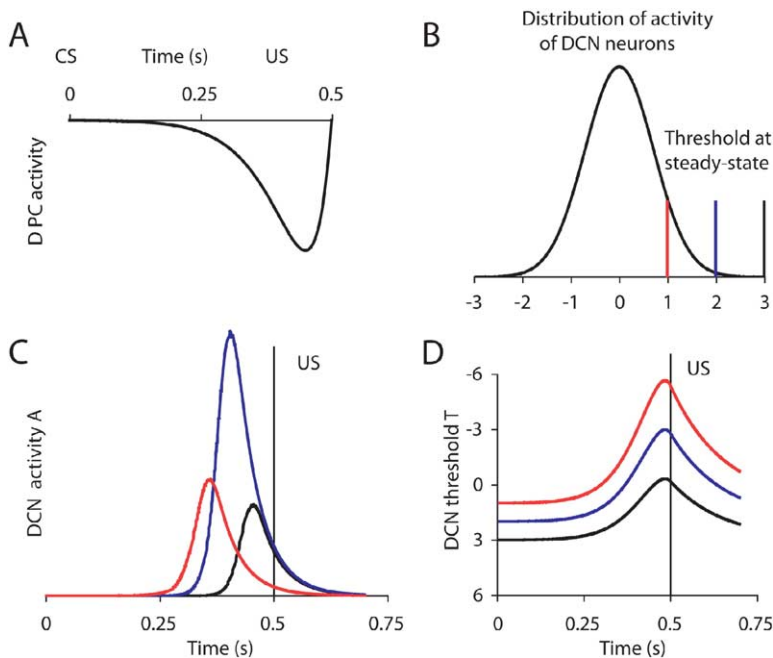 A
CS Time (s) US
0 0.25 0.5
D PC activity
B
Distribution of activity
of DCN neurons
Threshold at
steady-state
-3 -2 -1 0 1 2 3
C
US
DCN activity A
0 0.25 0.5 0.75
Time (s)
D
US
-6
-3
0
3
6
DCN threshold T
0 0.25 0.5 0.75
Time (s)